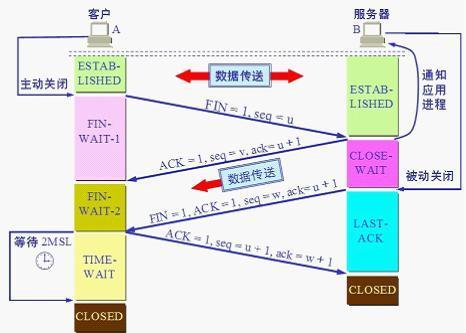 客户
A
服务器
B
ESTAB-
LISHED
数据传送
主动关闭
FIN = 1, seq = u
ESTAB-
LISHED
通知
应用
进程
FIN-
WAIT-1
ACK = 1, seq = v, ack= u + 1
CLOSE-
WAIT
数据传送
被动关闭
FIN-
WAIT-2
FIN = 1, ACK = 1, seq = w, ack= u + 1
ACK = 1, seq = u + 1, ack = w + 1
LAST-
ACK
等待 2MSL
TIME-
WAIT
CLOSED
CLOSED